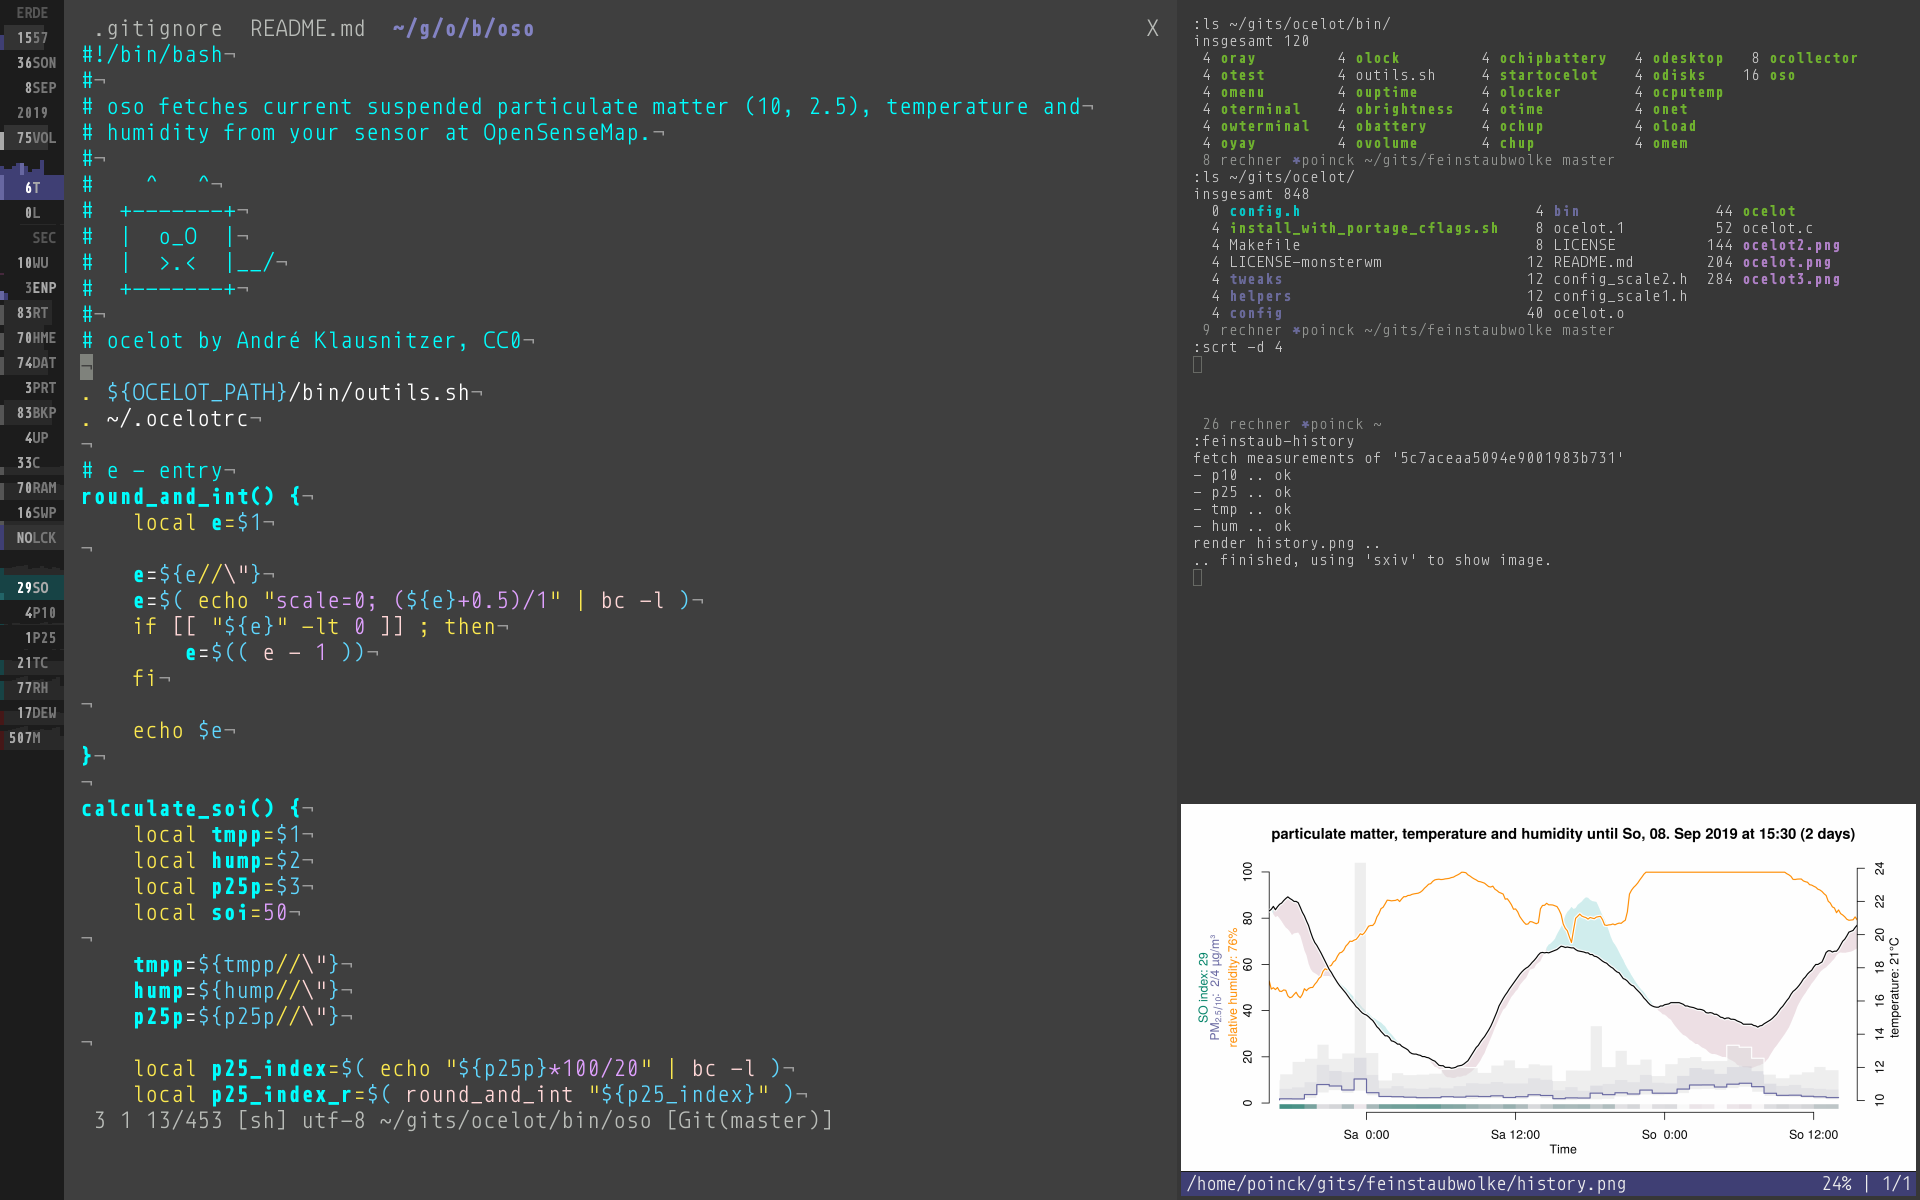 ERDE
1557
36SON
8SEP
2019
75VOL
6T
0L
SEC
10WU
3ENP
83RT
70HME
74DAT
3PRT
83BKP
4UP
33C
70RAM
16SWP
NOLCK
29SO
4P10
1P25
21TC
77RH
17DEW
507M
.gitignore README.md ~/g/o/b/oso X
#!/bin/bash¬
#¬
# oso fetches current suspended particulate matter (10, 2.5), temperature and¬
# humidity from your sensor at OpenSenseMap.¬
#¬
#    ^   ^¬
#  +-------+¬
#  |  o_O  |¬
#  |  >.<  |__/¬
#  +-------+¬
#¬
# ocelot by André Klausnitzer, CC0¬
¬
. ${OCELOT_PATH}/bin/outils.sh¬
. ~/.ocelotrc¬
¬
# e - entry¬
round_and_int() {¬
    local e=$1¬
¬
    e=${e//\"}¬
    e=$( echo "scale=0; (${e}+0.5)/1" | bc -l )¬
    if [[ "${e}" -lt 0 ]] ; then¬
        e=$(( e - 1 ))¬
    fi¬
¬
    echo $e¬
}¬
¬
calculate_soi() {¬
    local tmpp=$1¬
    local hump=$2¬
    local p25p=$3¬
    local soi=50¬
¬
    tmpp=${tmpp//\"}¬
    hump=${hump//\"}¬
    p25p=${p25p//\"}¬
¬
    local p25_index=$( echo "${p25p}*100/20" | bc -l )¬
    local p25_index_r=$( round_and_int "${p25_index}" )¬
3 1 13/453 [sh] utf-8 ~/gits/ocelot/bin/oso [Git(master)]
:ls ~/gits/ocelot/bin/
insgesamt 120
4 oray 4 olock 4 ochipbattery 4 odesktop 8 ocollector
4 otest 4 outils.sh 4 startocelot 4 odisks 16 oso
4 omenu 4 ouptime 4 olocker 4 ocputemp
4 oterminal 4 obrightness 4 otime 4 onet
4 owterminal 4 obattery 4 ochup 4 oload
4 oyay 4 ovolume 4 chup 4 omem
8 rechner *poinck ~/gits/feinstaubwolke master
:ls ~/gits/ocelot/
insgesamt 848
0 config.h 4 bin 44 ocelot
4 install_with_portage_cflags.sh 8 ocelot.1 52 ocelot.c
4 Makefile 8 LICENSE 144 ocelot2.png
4 LICENSE-monsterwm 12 README.md 204 ocelot.png
4 tweaks 12 config_scale2.h 284 ocelot3.png
4 helpers 12 config_scale1.h
4 config 40 ocelot.o
9 rechner *poinck ~/gits/feinstaubwolke master
:scrt -d 4
26 rechner *poinck ~
:feinstaub-history
fetch measurements of '5c7aceaa5094e9001983b731'
- p10 .. ok
- p25 .. ok
- tmp .. ok
- hum .. ok
render history.png ..
.. finished, using 'sxiv' to show image.
particulate matter, temperature and humidity until So, 08. Sep 2019 at 15:30 (2 days)
SO index: 29
PM2.5/10: 2/4 µg/m³
relative humidity: 76%
0 20 40 60 80 100
10 12 14 16 18 20 22 24
temperature: 21°C
Sa 0:00 Sa 12:00 So 0:00 So 12:00
Time
/home/poinck/gits/feinstaubwolke/history.png 24% | 1/1